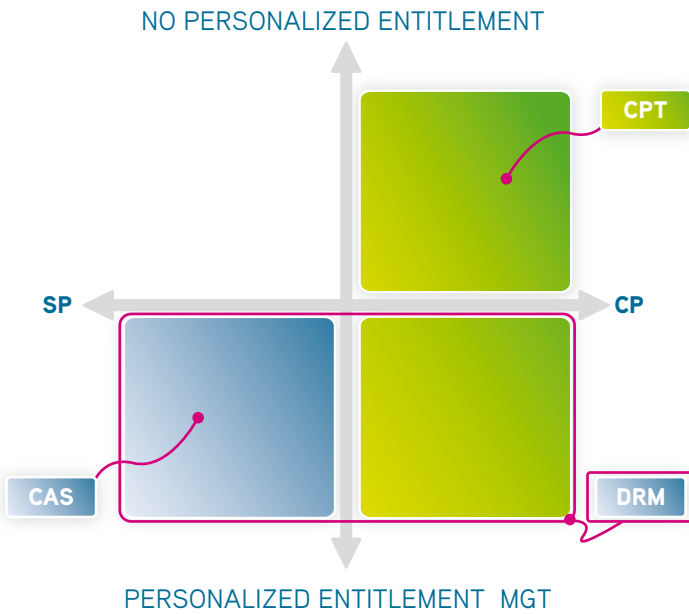 NO PERSONALIZED ENTITLEMENT
CPT
SP
CP
CAS
DRM
PERSONALIZED ENTITLEMENT MGT